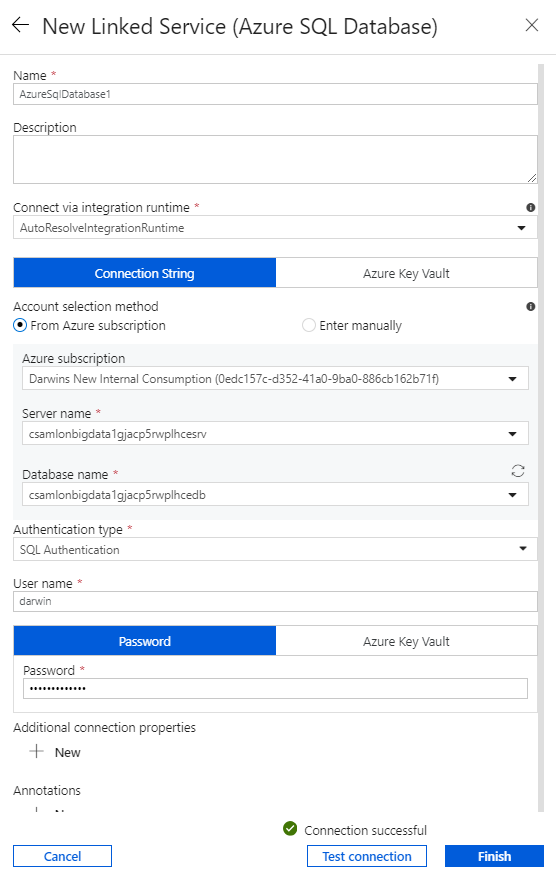 New Linked Service (Azure SQL Database)
Name *
AzureSqlDatabase1
Description
Connect via integration runtime *
AutoResolveIntegrationRuntime
Connection String Azure Key Vault
Account selection method
From Azure subscription Enter manually
Azure subscription
Darwins New Internal Consumption (0edc157c-d352-41a0-9ba0-886cb162b71f)
Server name *
csamlonbigdata1gjacp5rwplhcesrv
Database name *
csamlonbigdata1gjacp5rwplhcedb
Authentication type *
SQL Authentication
User name *
darwin
Password Azure Key Vault
Password *
•••••••••••••
Additional connection properties
New
Annotations
Connection successful
Cancel Test connection Finish